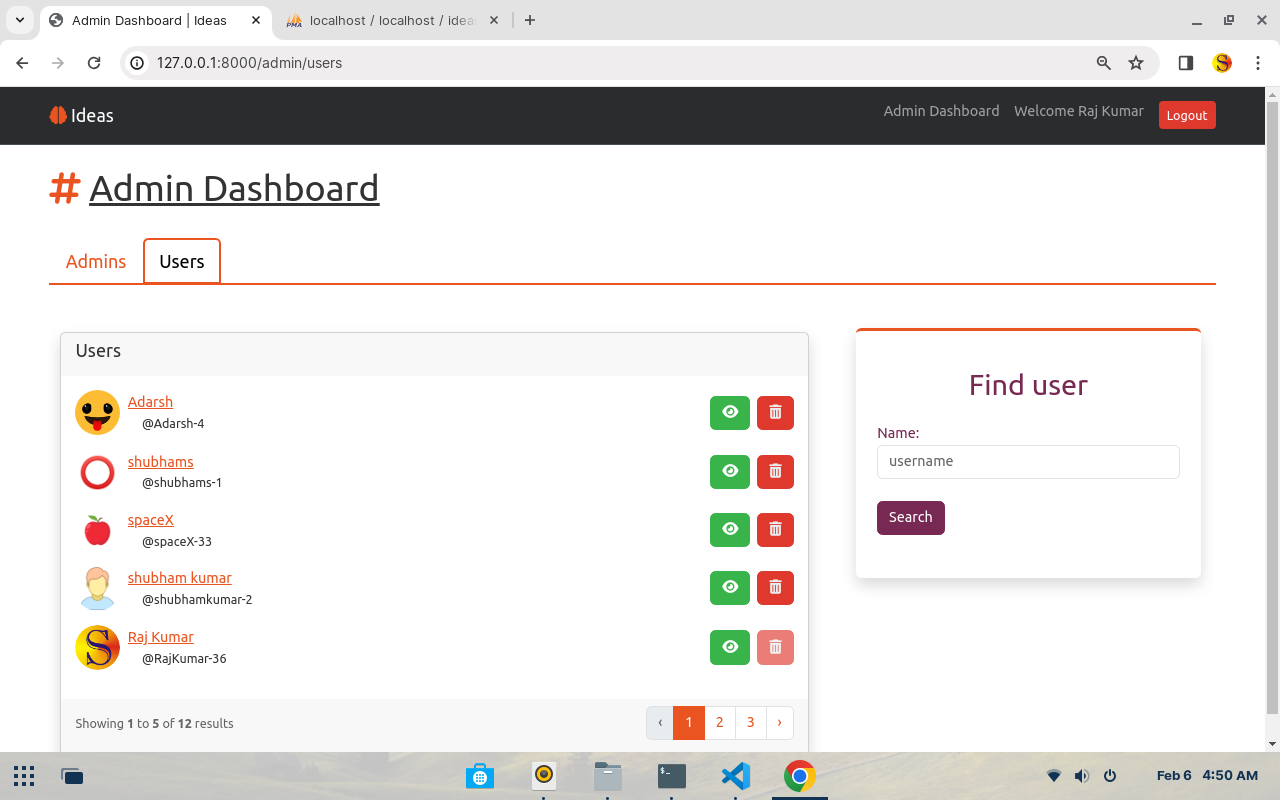 Admin Dashboard | Ideas
localhost / localhost / idea
127.0.0.1:8000/admin/users
Ideas
Admin Dashboard
Welcome Raj Kumar
Logout
# Admin Dashboard
Admins
Users
Users
Adarsh
@Adarsh-4
shubhams
@shubhams-1
spaceX
@spaceX-33
shubham kumar
@shubhamkumar-2
Raj Kumar
@RajKumar-36
Showing 1 to 5 of 12 results
‹ 1 2 3 ›
Find user
Name:
username
Search
Feb 6 4:50 AM